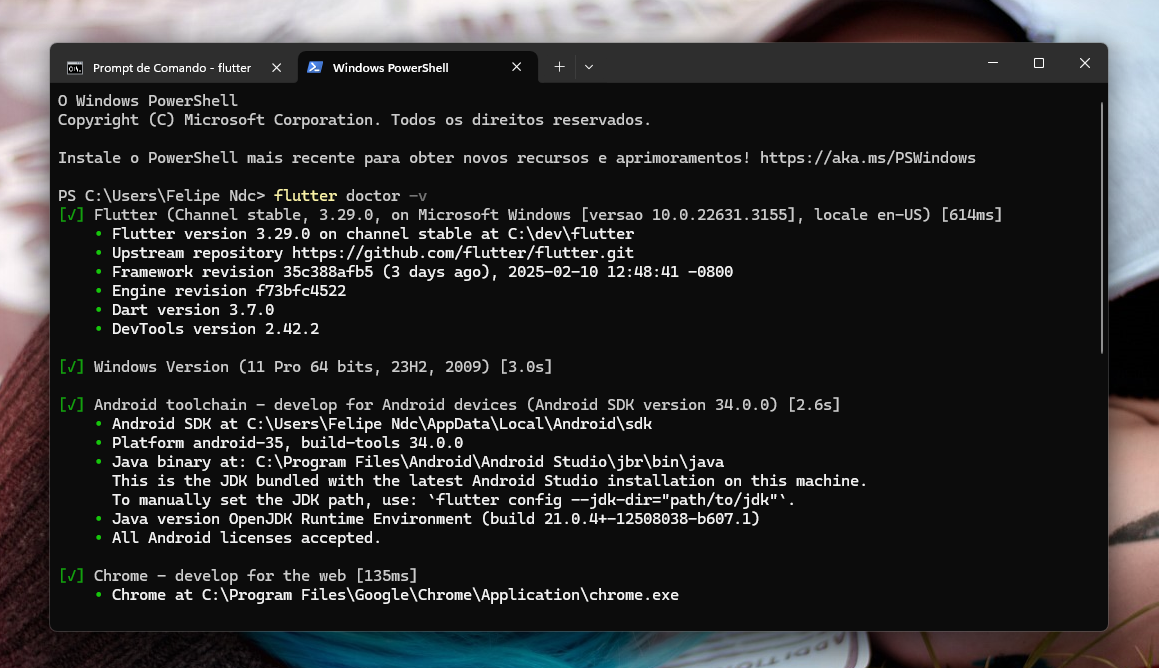 Prompt de Comando - flutter
Windows PowerShell
O Windows PowerShell
Copyright (C) Microsoft Corporation. Todos os direitos reservados.
Instale o PowerShell mais recente para obter novos recursos e aprimoramentos! https://aka.ms/PSWindows
PS C:\Users\Felipe Ndc> flutter doctor -v
[√] Flutter (Channel stable, 3.29.0, on Microsoft Windows [versao 10.0.22631.3155], locale en-US) [614ms]
• Flutter version 3.29.0 on channel stable at C:\dev\flutter
• Upstream repository https://github.com/flutter/flutter.git
• Framework revision 35c388afb5 (3 days ago), 2025-02-10 12:48:41 -0800
• Engine revision f73bfc4522
• Dart version 3.7.0
• DevTools version 2.42.2
[√] Windows Version (11 Pro 64 bits, 23H2, 2009) [3.0s]
[√] Android toolchain - develop for Android devices (Android SDK version 34.0.0) [2.6s]
• Android SDK at C:\Users\Felipe Ndc\AppData\Local\Android\sdk
• Platform android-35, build-tools 34.0.0
• Java binary at: C:\Program Files\Android\Android Studio\jbr\bin\java
This is the JDK bundled with the latest Android Studio installation on this machine.
To manually set the JDK path, use: `flutter config --jdk-dir="path/to/jdk"`.
• Java version OpenJDK Runtime Environment (build 21.0.4+-12508038-b607.1)
• All Android licenses accepted.
[√] Chrome - develop for the web [135ms]
• Chrome at C:\Program Files\Google\Chrome\Application\chrome.exe